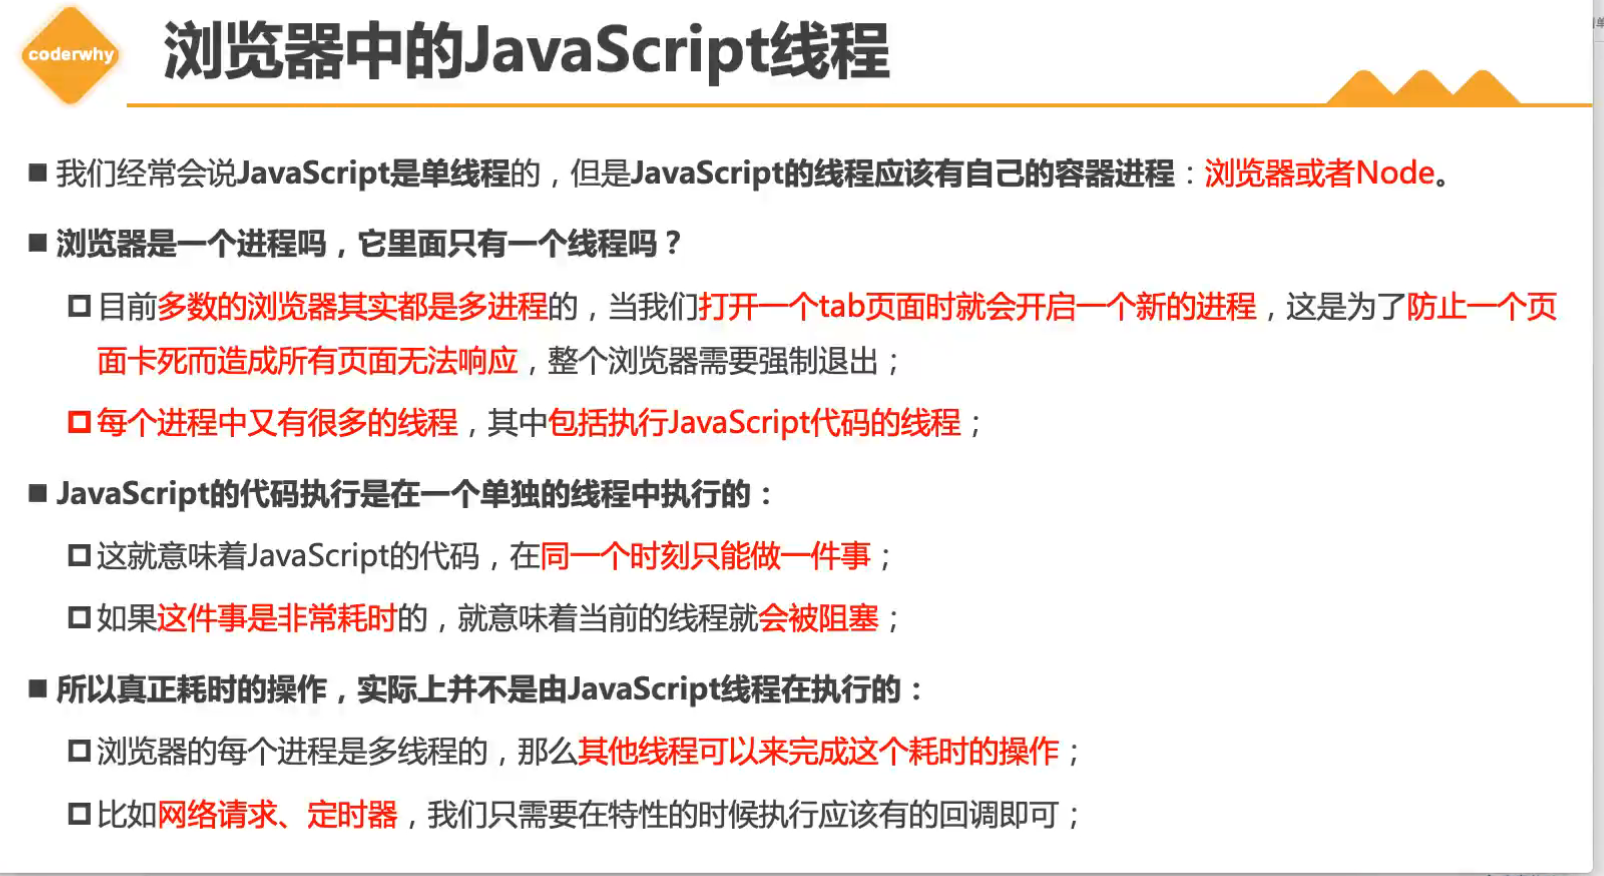 coderwhy
浏览器中的JavaScript线程
■ 我们经常会说JavaScript是单线程的，但是JavaScript的线程应该有自己的容器进程：浏览器或者Node。
■ 浏览器是一个进程吗，它里面只有一个线程吗？
目前多数的浏览器其实都是多进程的，当我们打开一个tab页面时就会开启一个新的进程，这是为了防止一个页
面卡死而造成所有页面无法响应，整个浏览器需要强制退出；
每个进程中又有很多的线程，其中包括执行JavaScript代码的线程；
■ JavaScript的代码执行是在一个单独的线程中执行的：
这就意味着JavaScript的代码，在同一个时刻只能做一件事；
如果这件事是非常耗时的，就意味着当前的线程就会被阻塞；
■ 所以真正耗时的操作，实际上并不是由JavaScript线程在执行的：
浏览器的每个进程是多线程的，那么其他线程可以来完成这个耗时的操作；
比如网络请求、定时器，我们只需要在特性的时候执行应该有的回调即可；